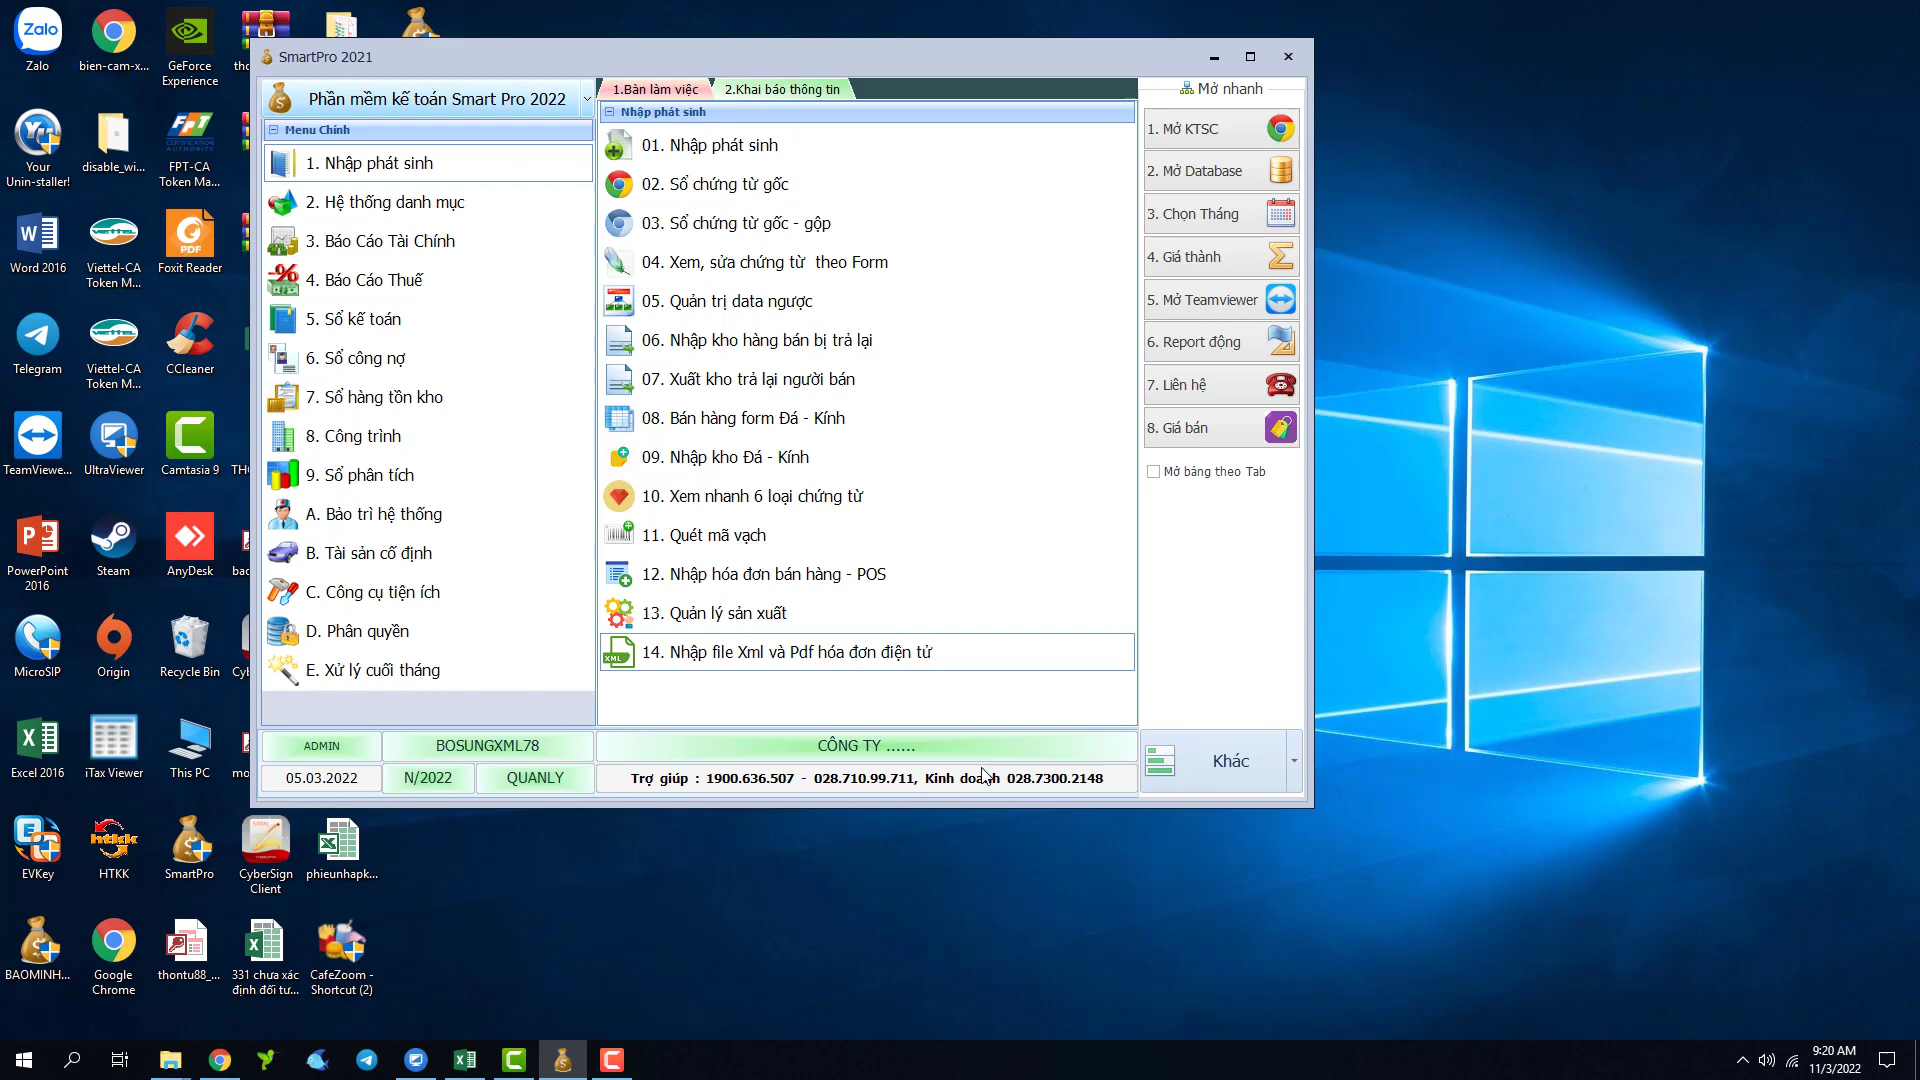 Zalo
bien-cam-x...
GeForce
Experience
Your
Unin-staller!
disable_wi...
FPT-CA
Token Ma...
Word 2016
Viettel-CA
Token M...
Foxit Reader
Telegram
Viettel-CA
Token M...
CCleaner
TeamViewe...
UltraViewer
Camtasia 9
PowerPoint
2016
Steam
AnyDesk
MicroSIP
Origin
Recycle Bin
Excel 2016
iTax Viewer
This PC
EVKey
HTKK
SmartPro
CyberSign
Client
phieunhapk...
BAOMINH...
Google
Chrome
thontu88_...
331 chưa xác
định đối tư...
CafeZoom -
Shortcut (2)
SmartPro 2021
Phần mềm kế toán Smart Pro 2022
Menu Chính
1. Nhập phát sinh
2. Hệ thống danh mục
3. Báo Cáo Tài Chính
4. Báo Cáo Thuế
5. Sổ kế toán
6. Sổ công nợ
7. Sổ hàng tồn kho
8. Công trình
9. Sổ phân tích
A. Bảo trì hệ thống
B. Tài sản cố định
C. Công cụ tiện ích
D. Phân quyền
E. Xử lý cuối tháng
1.Bàn làm việc
2.Khai báo thông tin
Nhập phát sinh
01. Nhập phát sinh
02. Sổ chứng từ gốc
03. Sổ chứng từ gốc - gộp
04. Xem, sửa chứng từ theo Form
05. Quản trị data ngược
06. Nhập kho hàng bán bị trả lại
07. Xuất kho trả lại người bán
08. Bán hàng form Đá - Kính
09. Nhập kho Đá - Kính
10. Xem nhanh 6 loại chứng từ
11. Quét mã vạch
12. Nhập hóa đơn bán hàng - POS
13. Quản lý sản xuất
14. Nhập file Xml và Pdf hóa đơn điện tử
Mở nhanh
1. Mở KTSC
2. Mở Database
3. Chọn Tháng
4. Giá thành
5. Mở Teamviewer
6. Report động
7. Liên hệ
8. Giá bán
Mở bảng theo Tab
ADMIN
BOSUNGXML78
CÔNG TY ......
05.03.2022
N/2022
QUANLY
Trợ giúp : 1900.636.507 - 028.710.99.711, Kinh doanh 028.7300.2148
Khác
9:20 AM
11/3/2022